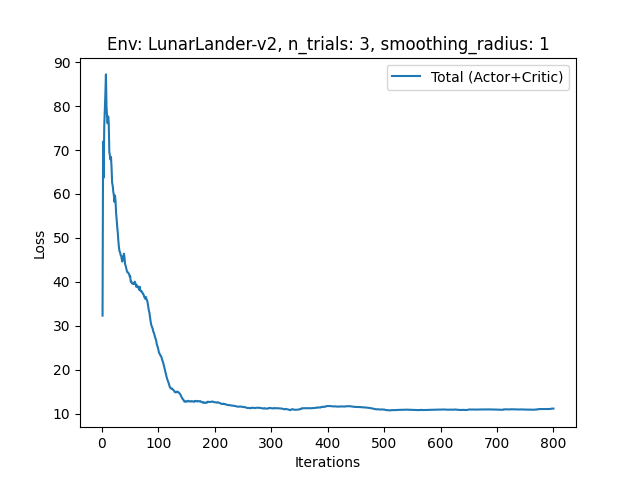 Env: LunarLander-v2, n_trials: 3, smoothing_radius: 1
Total (Actor+Critic)
90
80
70
60
50
40
30
20
10
Loss
0 100 200 300 400 500 600 700 800
Iterations